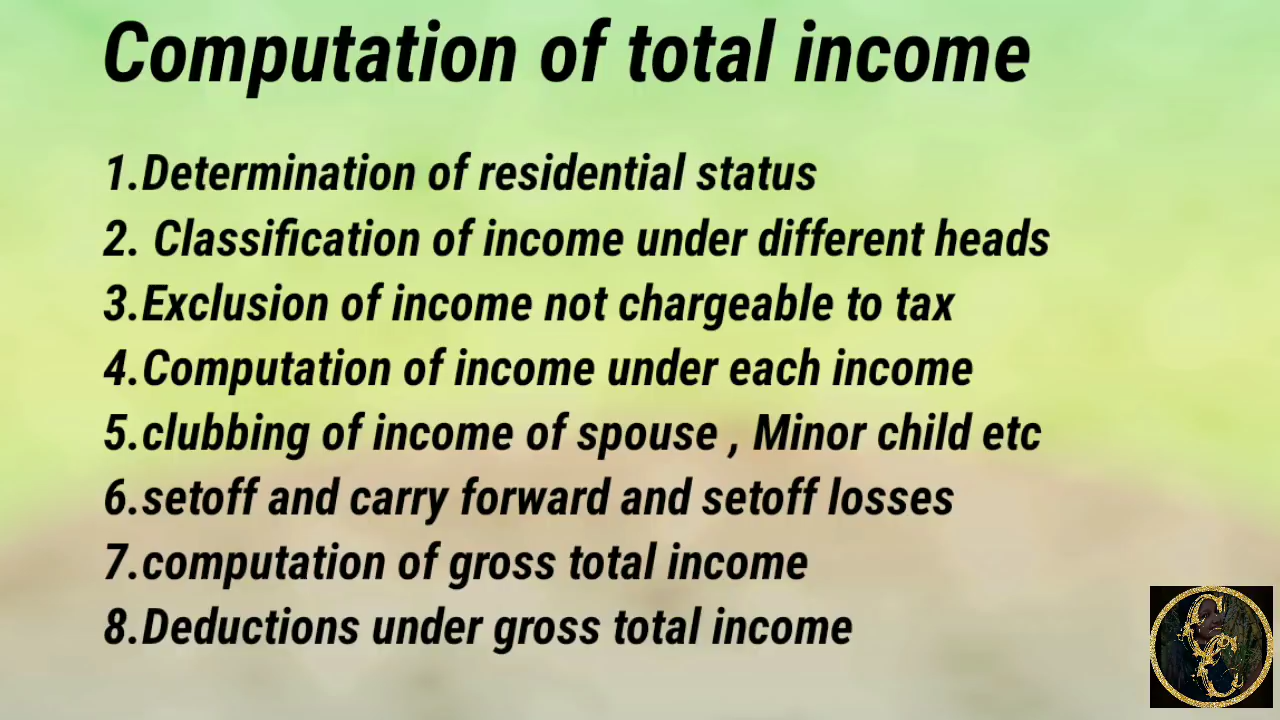 Computation of total income
1.Determination of residential status
2. Classification of income under different heads
3.Exclusion of income not chargeable to tax
4.Computation of income under each income
5.clubbing of income of spouse , Minor child etc
6.setoff and carry forward and setoff losses
7.computation of gross total income
8.Deductions under gross total income